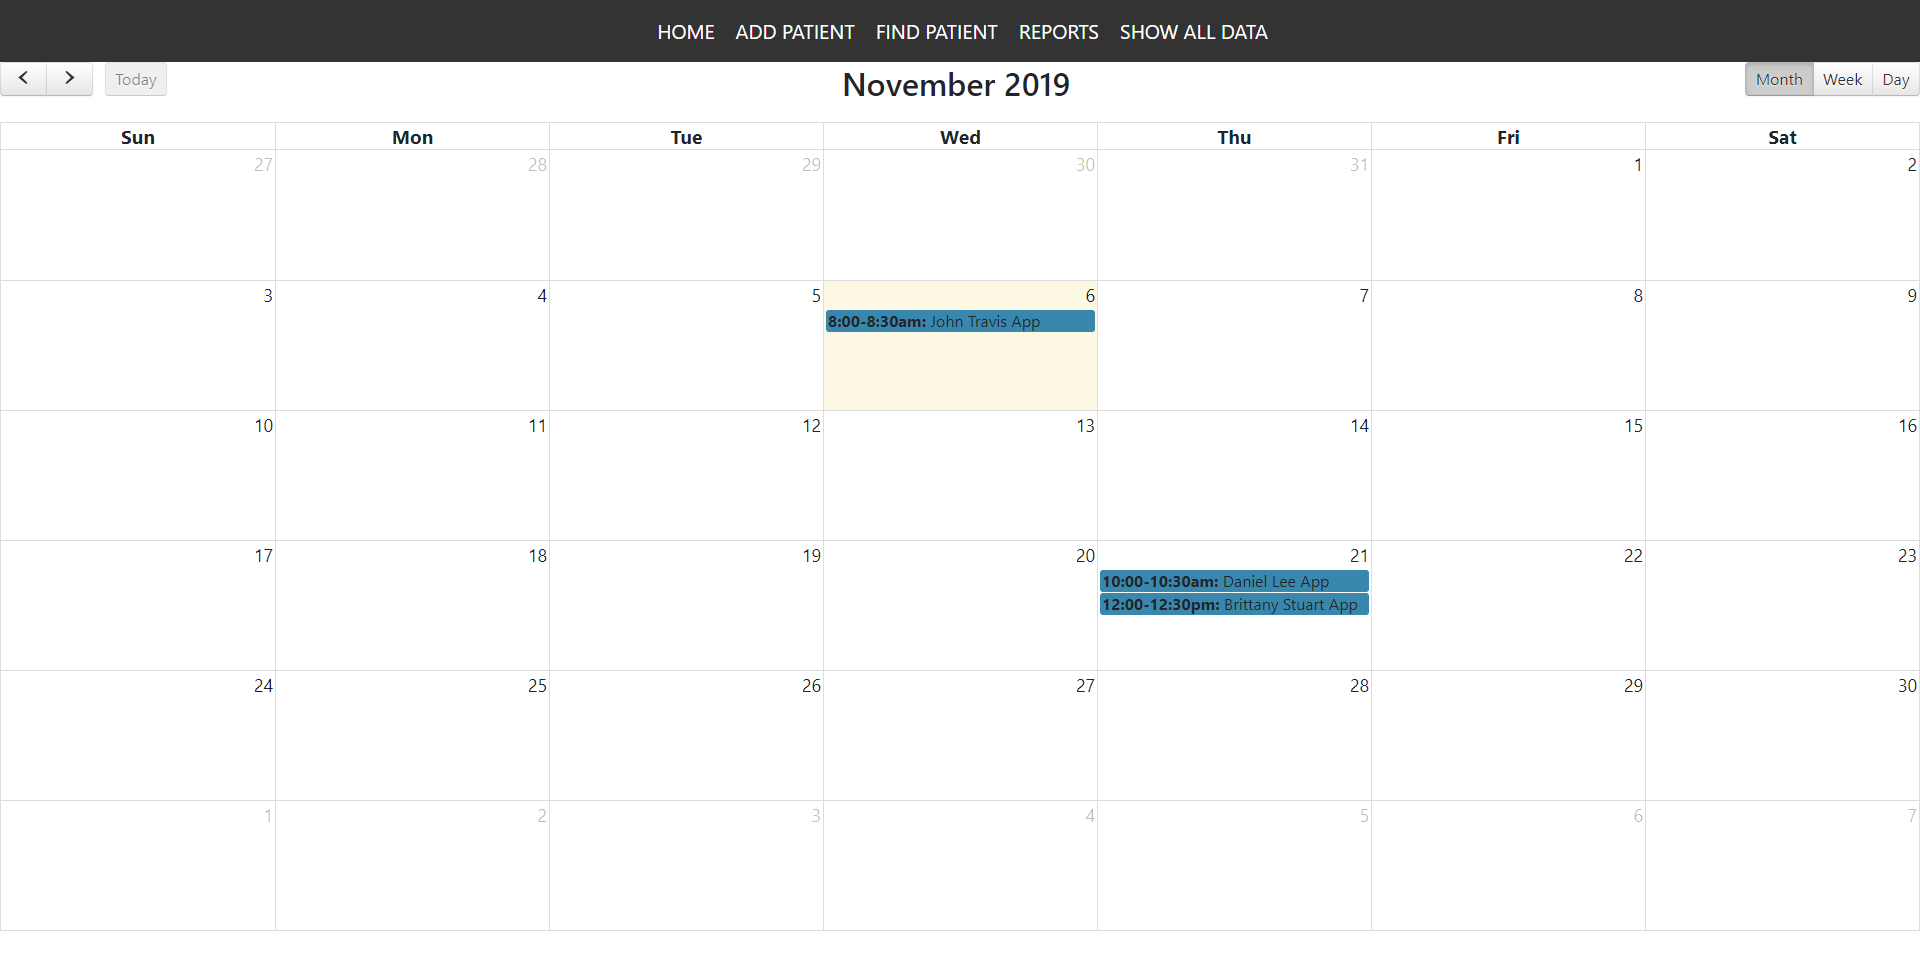 HOME ADD PATIENT FIND PATIENT REPORTS SHOW ALL DATA
Today November 2019 Month Week Day
Sun Mon Tue Wed Thu Fri Sat
27 28 29 30 31 1 2
3 4 5 6 7 8 9
8:00-8:30am: John Travis App
10 11 12 13 14 15 16
17 18 19 20 21 22 23
10:00-10:30am: Daniel Lee App
12:00-12:30pm: Brittany Stuart App
24 25 26 27 28 29 30
1 2 3 4 5 6 7